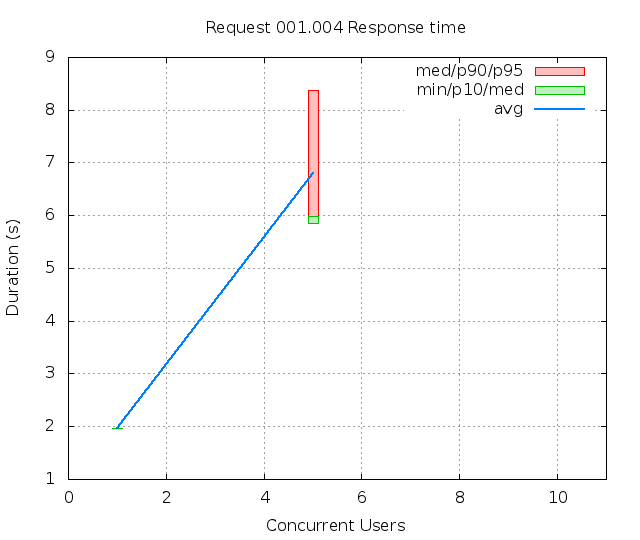 Request 001.004 Response time
med/p90/p95
min/p10/med
avg
9
8
7
6
5
4
3
2
1
Duration (s)
0 2 4 6 8 10
Concurrent Users